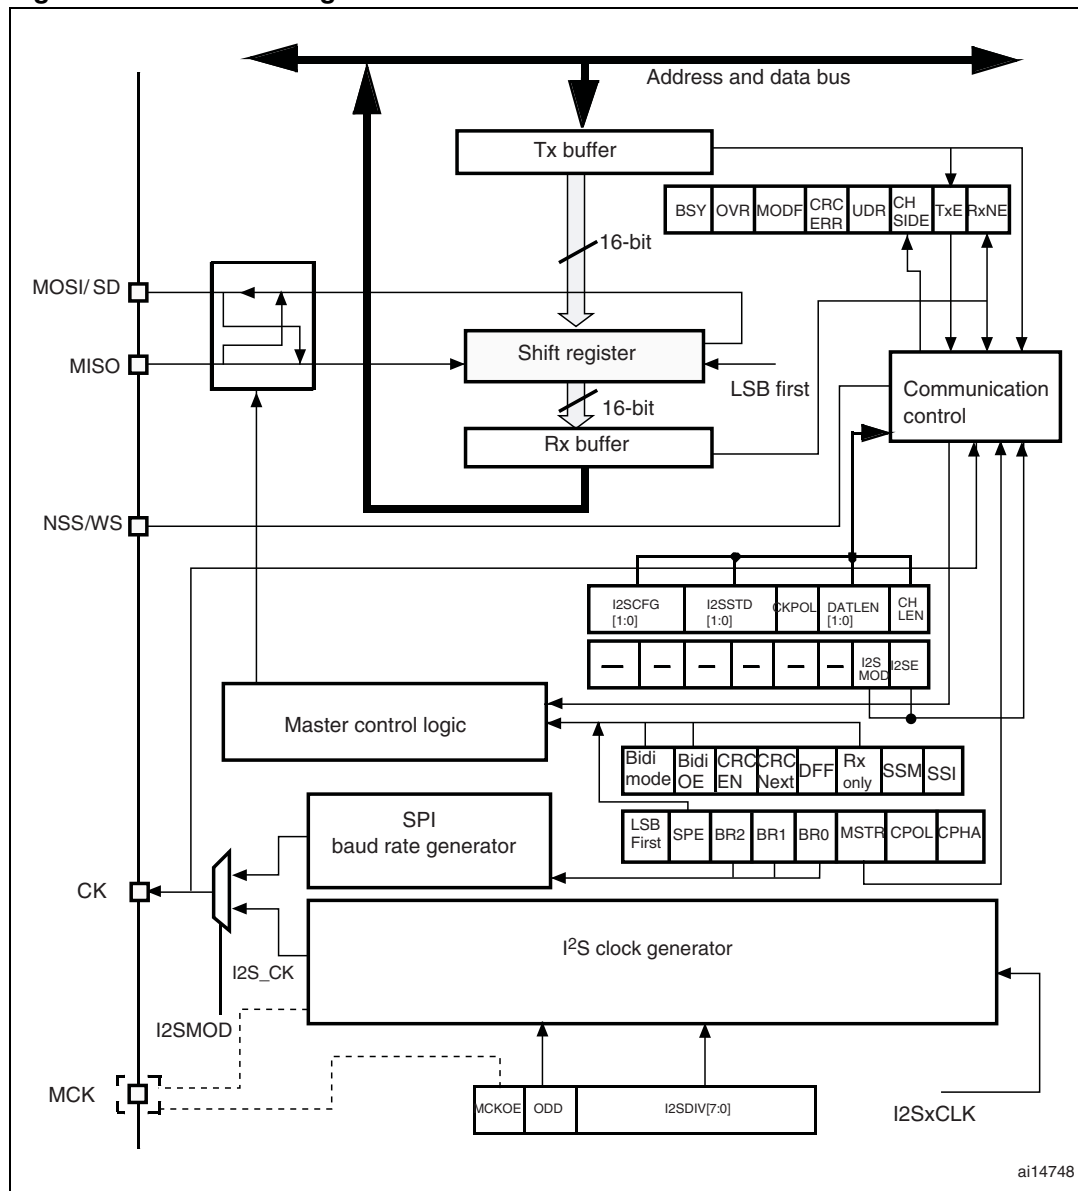 Address and data bus
Tx buffer
BSY
OVR
MODF
CRC
ERR
UDR
CH
SIDE
TxE
RxNE
16-bit
MOSI/ SD
MISO
Shift register
LSB first
16-bit
Rx buffer
Communication
control
NSS/WS
I2SCFG
[1:0]
I2SSTD
[1:0]
CKPOL
DATLEN
[1:0]
CH
LEN
I2S
MOD
I2SE
Master control logic
Bidi
mode
Bidi
OE
CRC
EN
CRC
Next
DFF
Rx
only
SSM
SSI
LSB
First
SPE
BR2
BR1
BR0
MSTR
CPOL
CPHA
SPI
baud rate generator
CK
I2S_CK
I2SMOD
I²S clock generator
MCK
MCKOE
ODD
I2SDIV[7:0]
I2SxCLK
ai14748